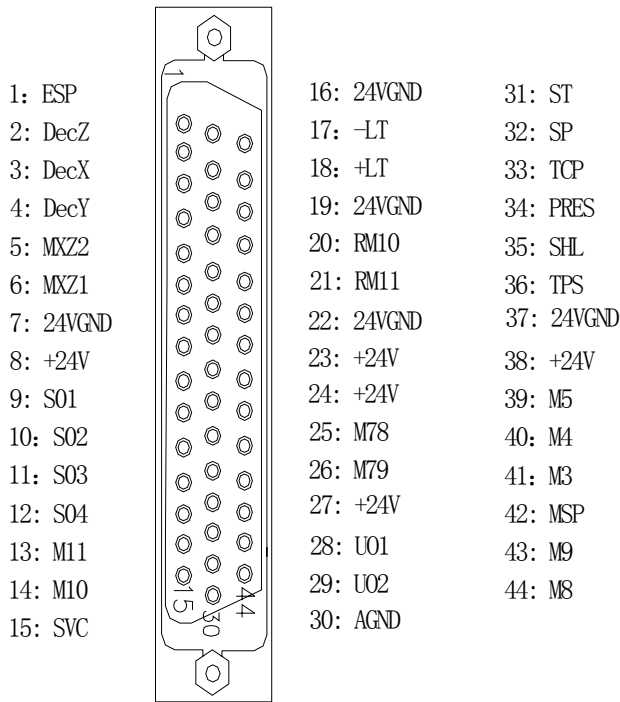 1
1: ESP
2: DecZ
3: DecX
4: DecY
5: MXZ2
6: MXZ1
7: 24VGND
8: +24V
9: S01
10: S02
11: S03
12: S04
13: M11
14: M10
15: SVC
15
30
44
16: 24VGND
17: -LT
18: +LT
19: 24VGND
20: RM10
21: RM11
22: 24VGND
23: +24V
24: +24V
25: M78
26: M79
27: +24V
28: U01
29: U02
30: AGND
31: ST
32: SP
33: TCP
34: PRES
35: SHL
36: TPS
37: 24VGND
38: +24V
39: M5
40: M4
41: M3
42: MSP
43: M9
44: M8